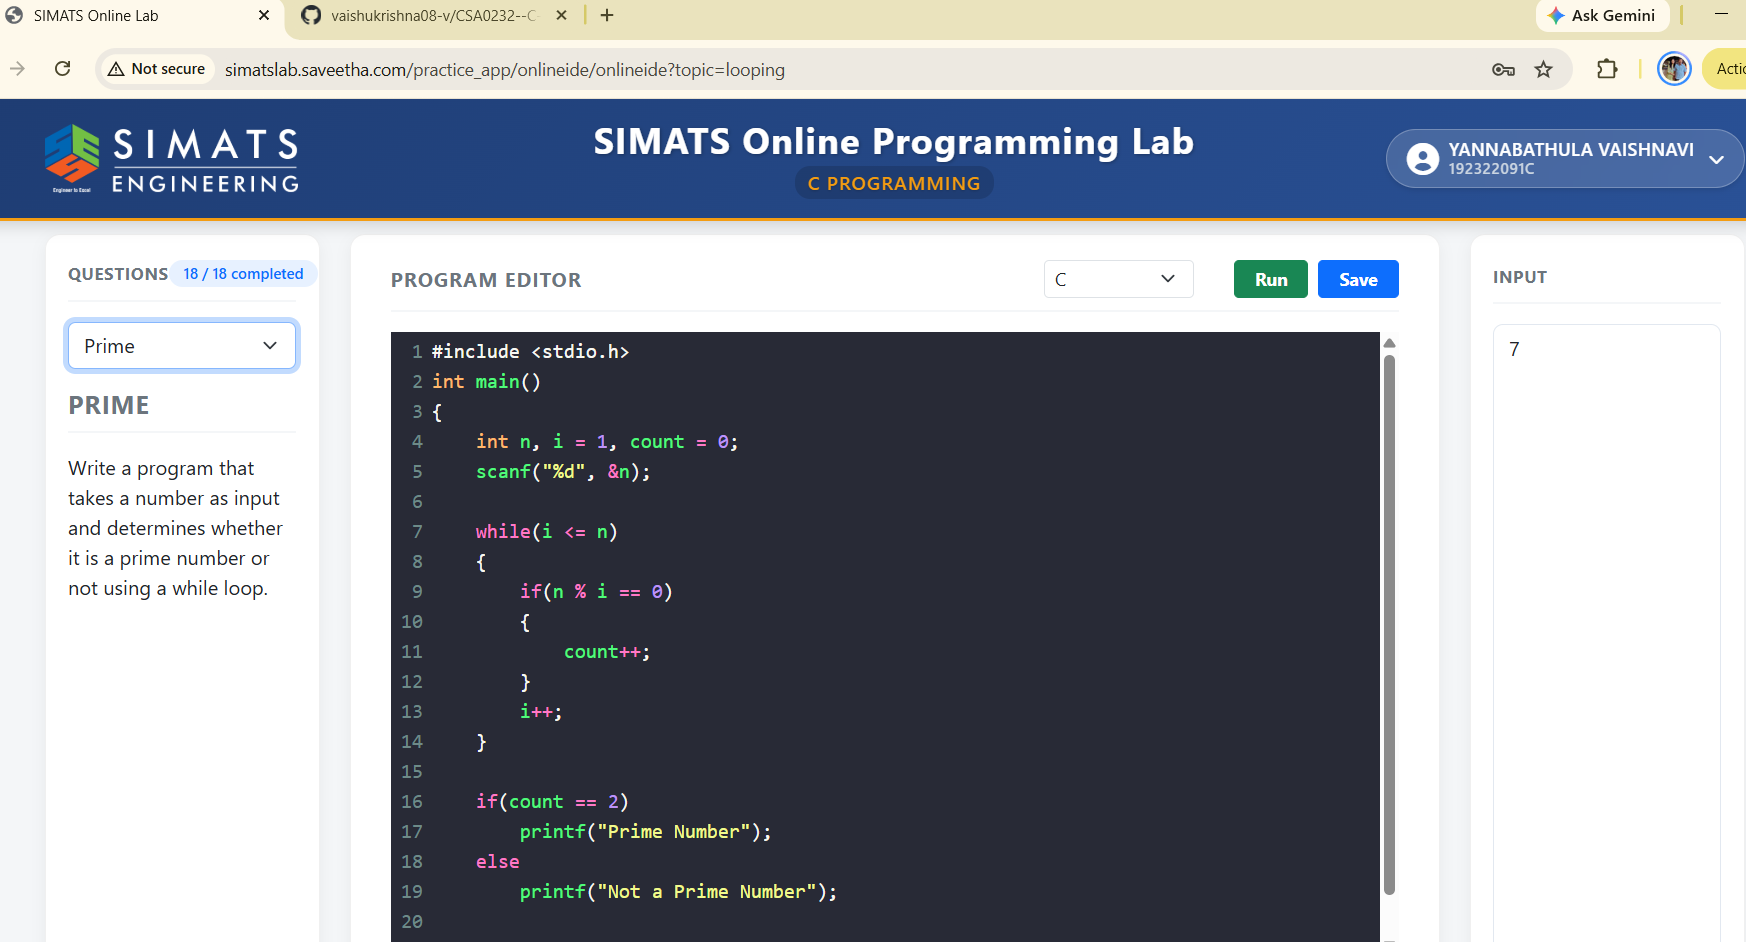 SIMATS Online Lab
vaishukrishna08-v/CSA0232--C-
Ask Gemini
Not secure
simatslab.saveetha.com/practice_app/onlineide/onlineide?topic=looping
Actio
SIMATS
ENGINEERING
Engineer to Excel
SIMATS Online Programming Lab
C PROGRAMMING
YANNABATHULA VAISHNAVI
192322091C
QUESTIONS
18 / 18 completed
Prime
PRIME
Write a program that
takes a number as input
and determines whether
it is a prime number or
not using a while loop.
PROGRAM EDITOR
C
Run
Save
1 #include <stdio.h>
2 int main()
3 {
4     int n, i = 1, count = 0;
5     scanf("%d", &n);
6
7     while(i <= n)
8     {
9         if(n % i == 0)
10         {
11             count++;
12         }
13         i++;
14     }
15
16     if(count == 2)
17         printf("Prime Number");
18     else
19         printf("Not a Prime Number");
20
INPUT
7